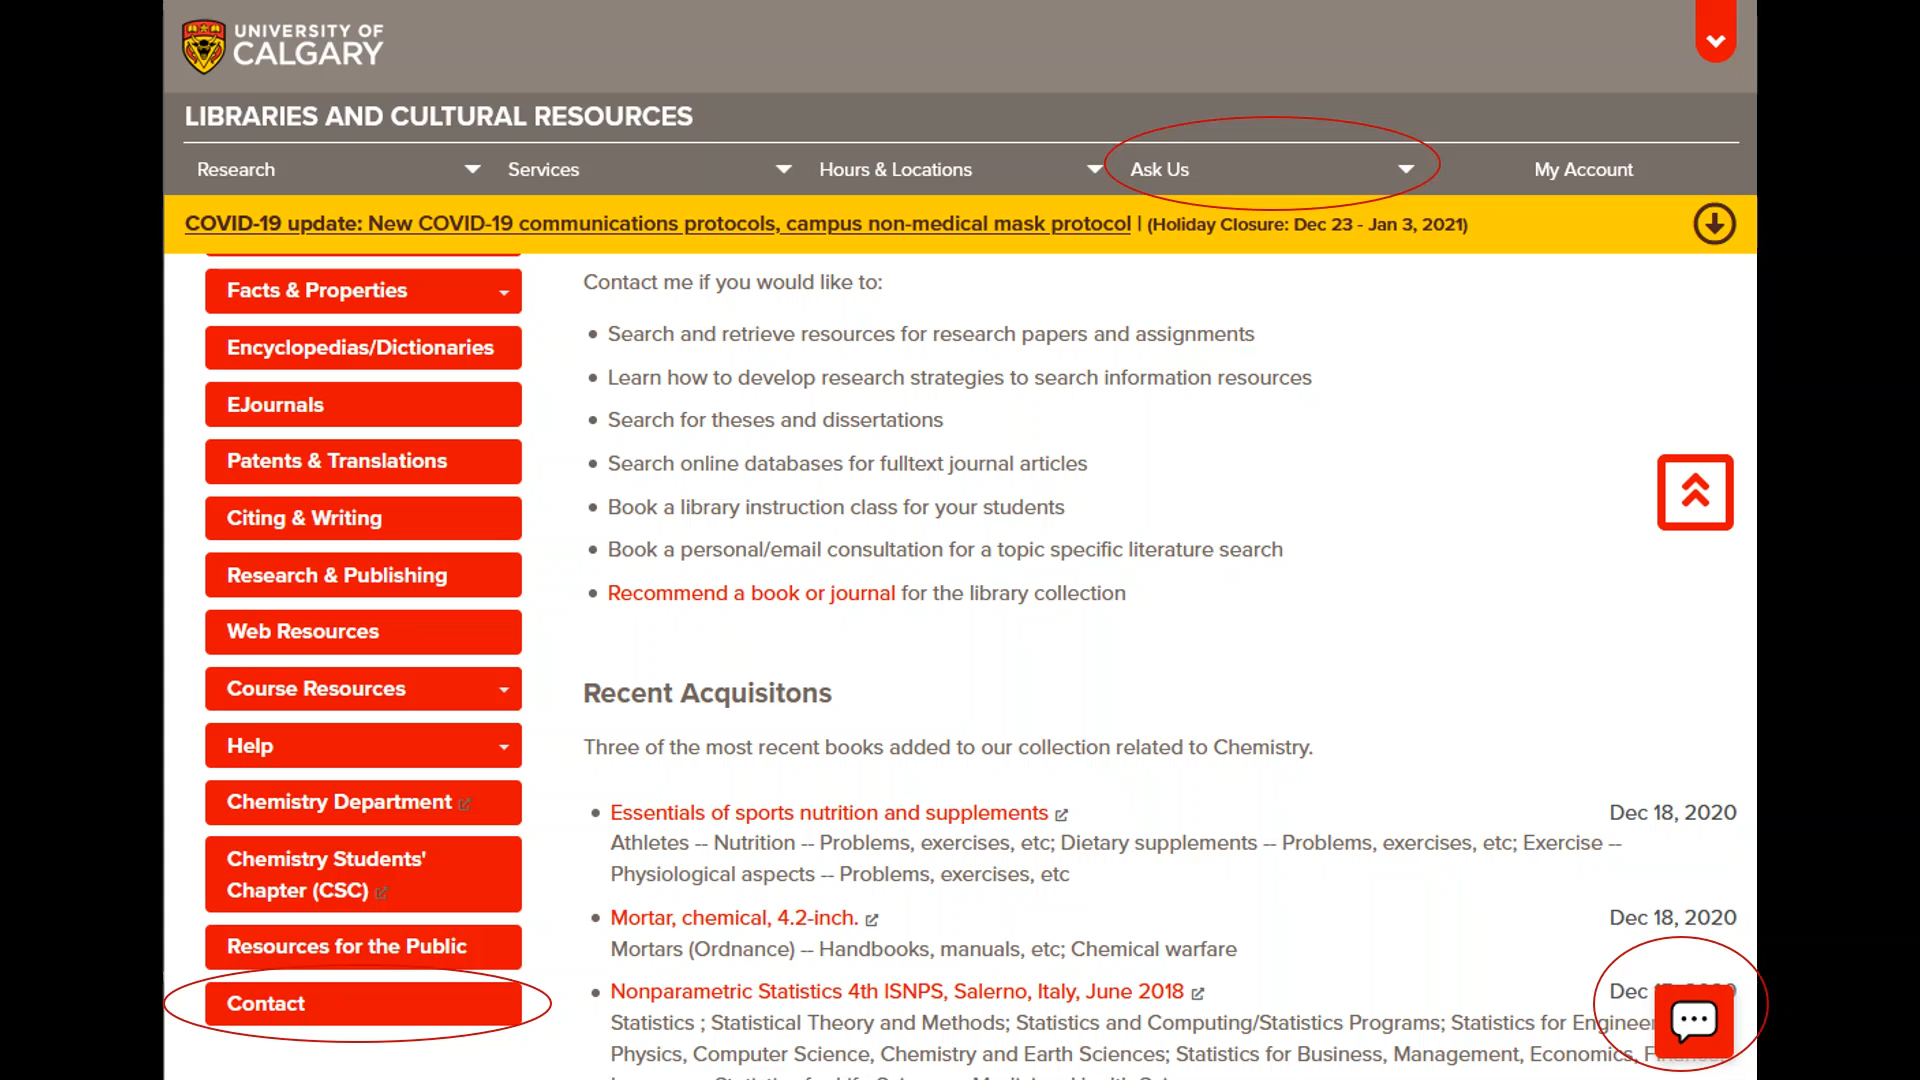 UNIVERSITY OF
CALGARY
LIBRARIES AND CULTURAL RESOURCES
Research
Services
Hours & Locations
Ask Us
My Account
COVID-19 update: New COVID-19 communications protocols, campus non-medical mask protocol | (Holiday Closure: Dec 23 - Jan 3, 2021)
Facts & Properties
Encyclopedias/Dictionaries
EJournals
Patents & Translations
Citing & Writing
Research & Publishing
Web Resources
Course Resources
Help
Chemistry Department
Chemistry Students'
Chapter (CSC)
Resources for the Public
Contact
Contact me if you would like to:
Search and retrieve resources for research papers and assignments
Learn how to develop research strategies to search information resources
Search for theses and dissertations
Search online databases for fulltext journal articles
Book a library instruction class for your students
Book a personal/email consultation for a topic specific literature search
Recommend a book or journal for the library collection
Recent Acquisitons
Three of the most recent books added to our collection related to Chemistry.
Essentials of sports nutrition and supplements Dec 18, 2020
Athletes -- Nutrition -- Problems, exercises, etc; Dietary supplements -- Problems, exercises, etc; Exercise --
Physiological aspects -- Problems, exercises, etc
Mortar, chemical, 4.2-inch. Dec 18, 2020
Mortars (Ordnance) -- Handbooks, manuals, etc; Chemical warfare
Nonparametric Statistics 4th ISNPS, Salerno, Italy, June 2018 Dec
Statistics ; Statistical Theory and Methods; Statistics and Computing/Statistics Programs; Statistics for
Physics, Computer Science, Chemistry and Earth Sciences; Statistics for Business, Management, Economics,